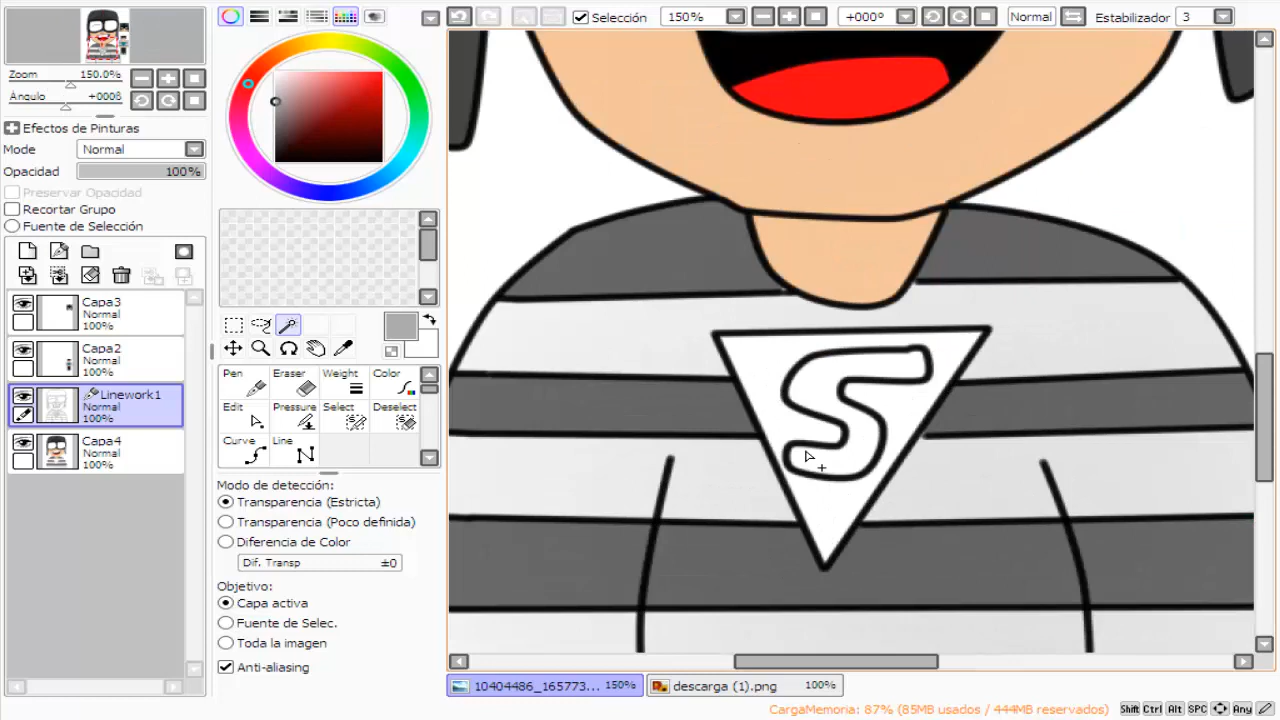 Selección 150% +000º Normal Estabilizador 3
Zoom 150.0%
Ángulo +000ß
Efectos de Pinturas
Mode Normal
Opacidad 100%
Preservar Opacidad
Recortar Grupo
Fuente de Selección
Capa3
Normal
100%
Capa2
Normal
100%
Linework1
Normal
100%
Capa4
Normal
100%
Pen Eraser Weight Color
Edit Pressure Select Deselect
Curve Line
Modo de detección:
Transparencia (Estricta)
Transparencia (Poco definida)
Diferencia de Color
Dif. Transp ±0
Objetivo:
Capa activa
Fuente de Selec.
Toda la imagen
Anti-aliasing
S
10404486_165773... 150% descarga (1).png 100%
CargaMemoria: 87% (85MB usados / 444MB reservados) Shift Ctrl Alt SPC Any